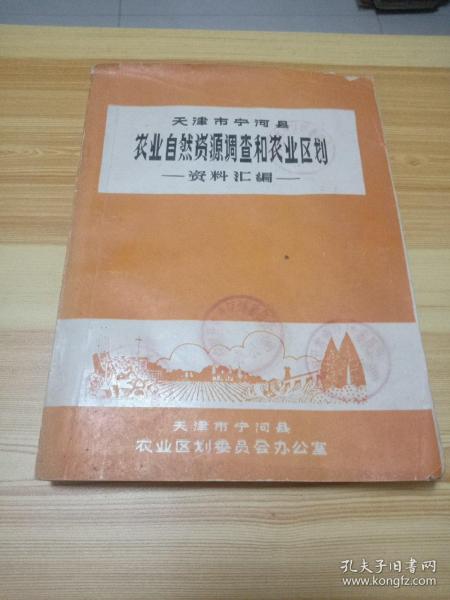 天津市宁河县
农业自然资源调查和农业区划
—资料汇编—
天津市宁河县
农业区划委员会办公室
孔夫子旧书网
www.kongfz.com